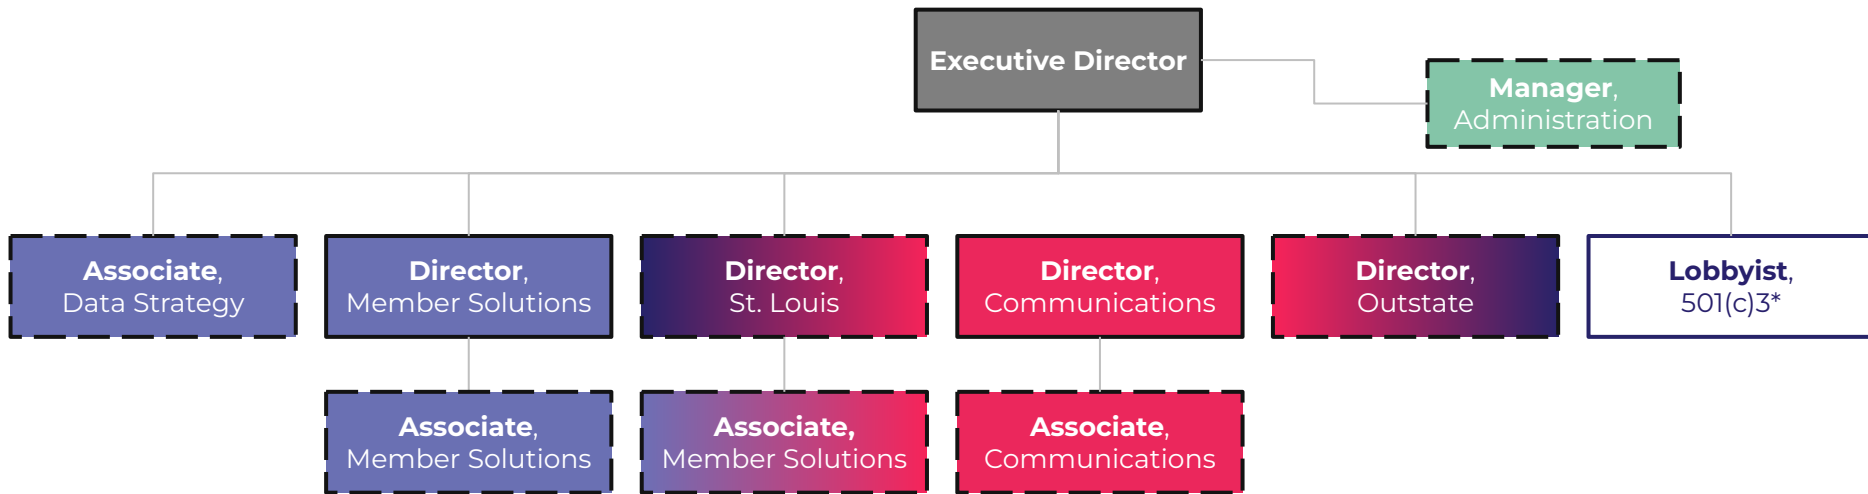 Executive Director
Manager,
Administration
Associate,
Data Strategy
Director,
Member Solutions
Director,
St. Louis
Director,
Communications
Director,
Outstate
Lobbyist,
501(c)3*
Associate,
Member Solutions
Associate,
Member Solutions
Associate,
Communications